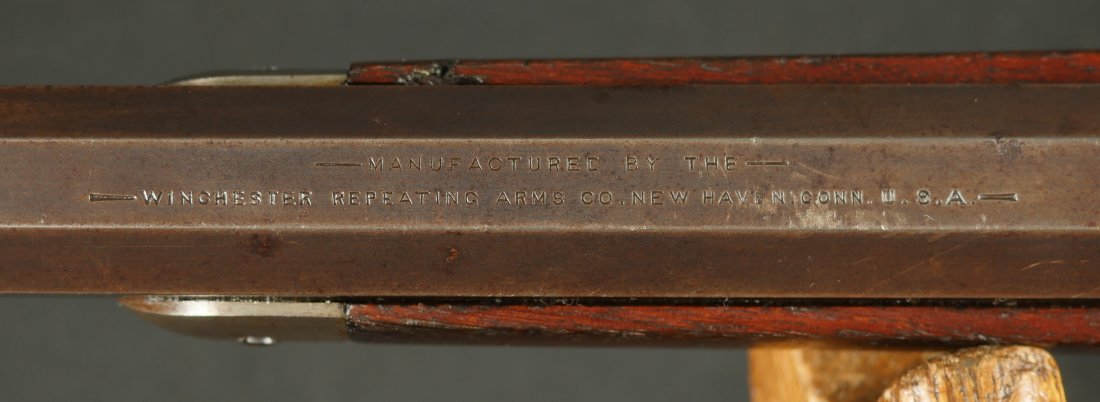 MANUFACTURED BY THE
WINCHESTER REPEATING ARMS CO. NEW HAVEN. CONN. U.S.A.